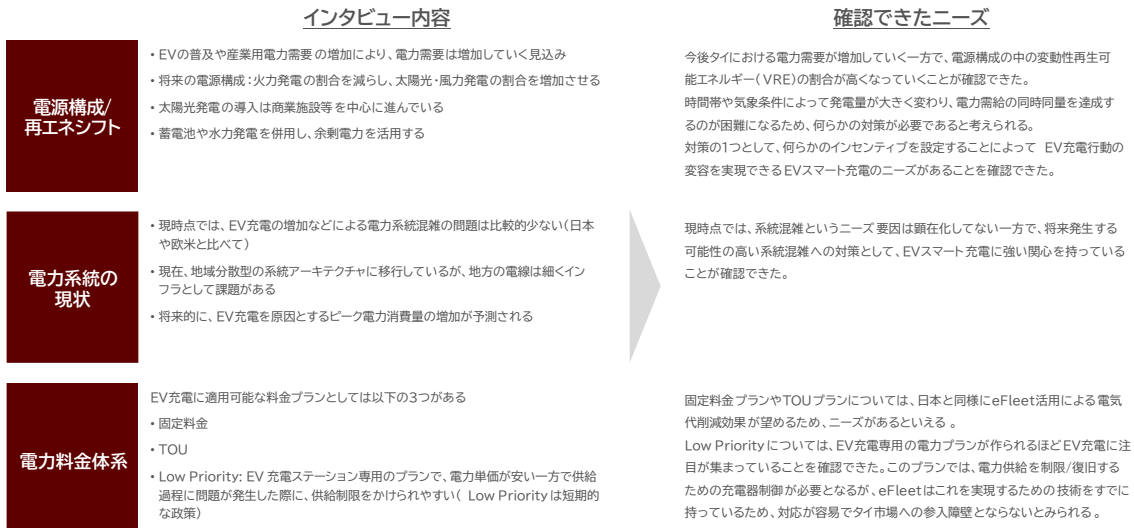 インタビュー内容
確認できたニーズ
電源構成/
再エネシフト
• EVの普及や産業用電力需要の増加により、電力需要は増加していく見込み
• 将来の電源構成：火力発電の割合を減らし、太陽光・風力発電の割合を増加させる
• 太陽光発電の導入は商業施設等を中心に進んでいる
• 蓄電池や水力発電を併用し、余剰電力を活用する
今後タイにおける電力需要が増加していく一方で、電源構成の中の変動性再生可
能エネルギー（VRE）の割合が高くなっていくことが確認できた。
時間帯や気象条件によって発電量が大きく変わり、電力需給の同時同量を達成す
るのが困難になるため、何らかの対策が必要であると考えられる。
対策の1つとして、何らかのインセンティブを設定することによって EV充電行動の
変容を実現できるEVスマート充電のニーズがあることを確認できた。
電力系統の
現状
• 現時点では、EV充電の増加などによる電力系統混雑の問題は比較的少ない（日本
や欧米と比べて）
• 現在、地域分散型の系統アーキテクチャに移行しているが、地方の電線は細くイン
フラとして課題がある
• 将来的に、EV充電を原因とするピーク電力消費量の増加が予測される
現時点では、系統混雑というニーズ要因は顕在化してない一方で、将来発生する
可能性の高い系統混雑への対策として、EVスマート充電に強い関心を持っている
ことが確認できた。
電力料金体系
EV充電に適用可能な料金プランとしては以下の3つがある
• 固定料金
• TOU
• Low Priority: EV 充電ステーション専用のプランで、電力単価が安い一方で供給
過程に問題が発生した際に、供給制限をかけられやすい（ Low Priorityは短期的
な政策）
固定料金プランやTOUプランについては、日本と同様にeFleet活用による電気
代削減効果が望めるため、ニーズがあるといえる 。
Low Priorityについては、EV充電専用の電力プランが作られるほどEV充電に注
目が集まっていることを確認できた。このプランでは、電力供給を制限/復旧する
ための充電器制御が必要となるが、eFleetはこれを実現するための技術をすでに
持っているため、対応が容易でタイ市場への参入障壁とならないとみられる 。